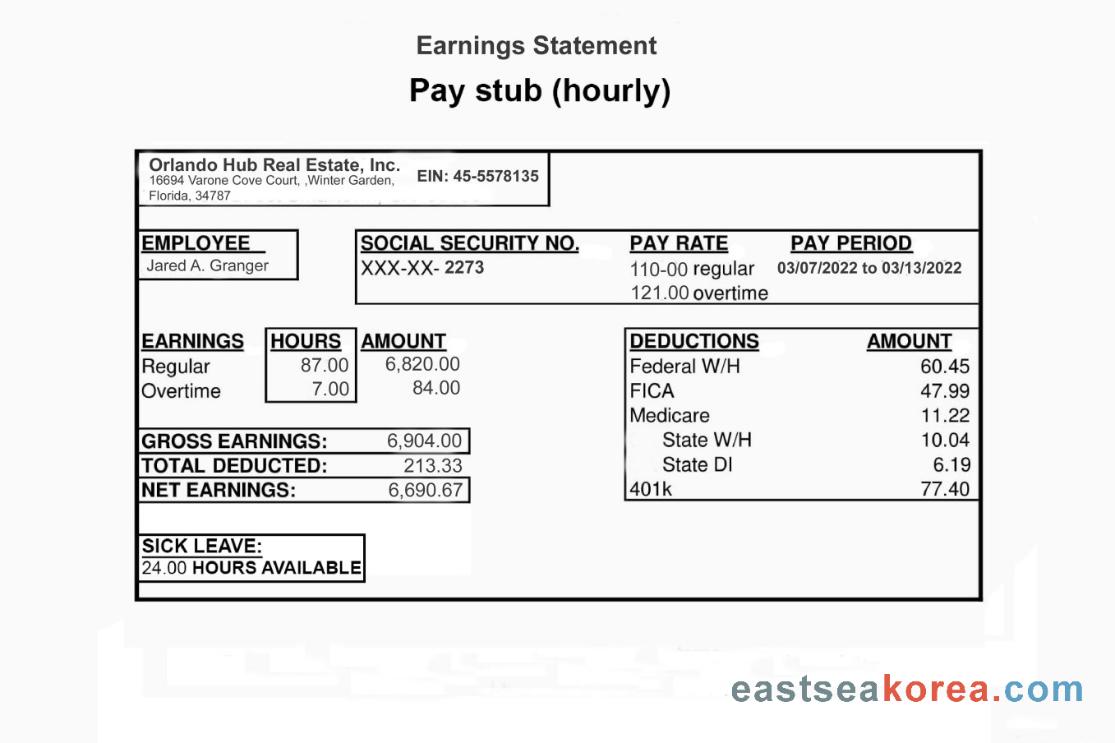 Earnings Statement
Pay stub (hourly)
Orlando Hub Real Estate, Inc. EIN: 45-5578135
16694 Varone Cove Court, ,Winter Garden,
Florida, 34787
EMPLOYEE SOCIAL SECURITY NO. PAY RATE PAY PERIOD
Jared A. Granger XXX-XX- 2273 110-00 regular 03/07/2022 to 03/13/2022
121.00 overtime
EARNINGS HOURS AMOUNT DEDUCTIONS AMOUNT
Regular 87.00 6,820.00 Federal W/H 60.45
Overtime 7.00 84.00 FICA 47.99
Medicare 11.22
GROSS EARNINGS: 6,904.00 State W/H 10.04
TOTAL DEDUCTED: 213.33 State DI 6.19
NET EARNINGS: 6,690.67 401k 77.40
SICK LEAVE:
24.00 HOURS AVAILABLE
eastseakorea.com